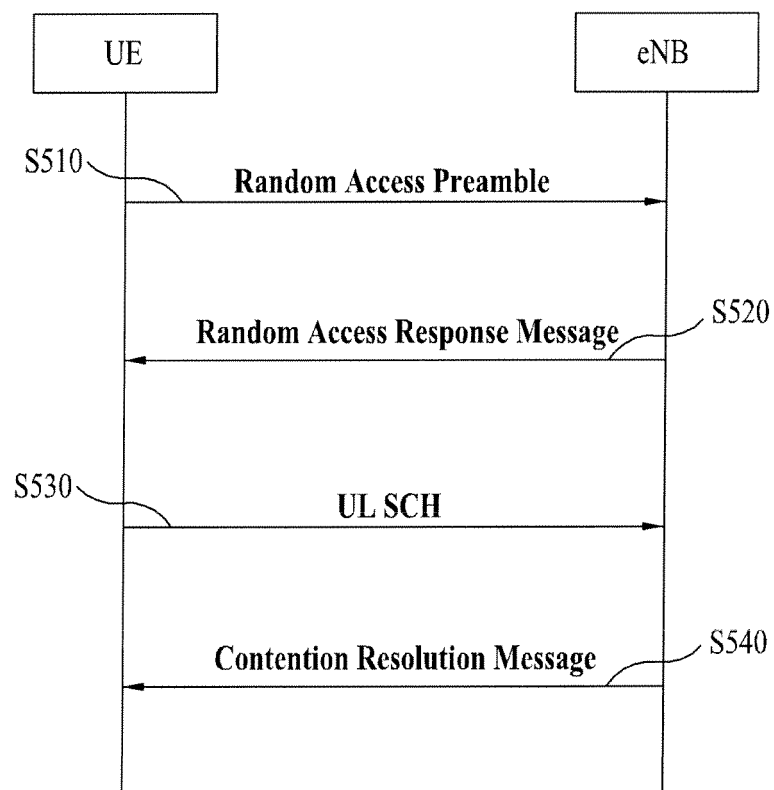 UE
eNB
S510
Random Access Preamble
Random Access Response Message
S520
S530
UL SCH
Contention Resolution Message
S540